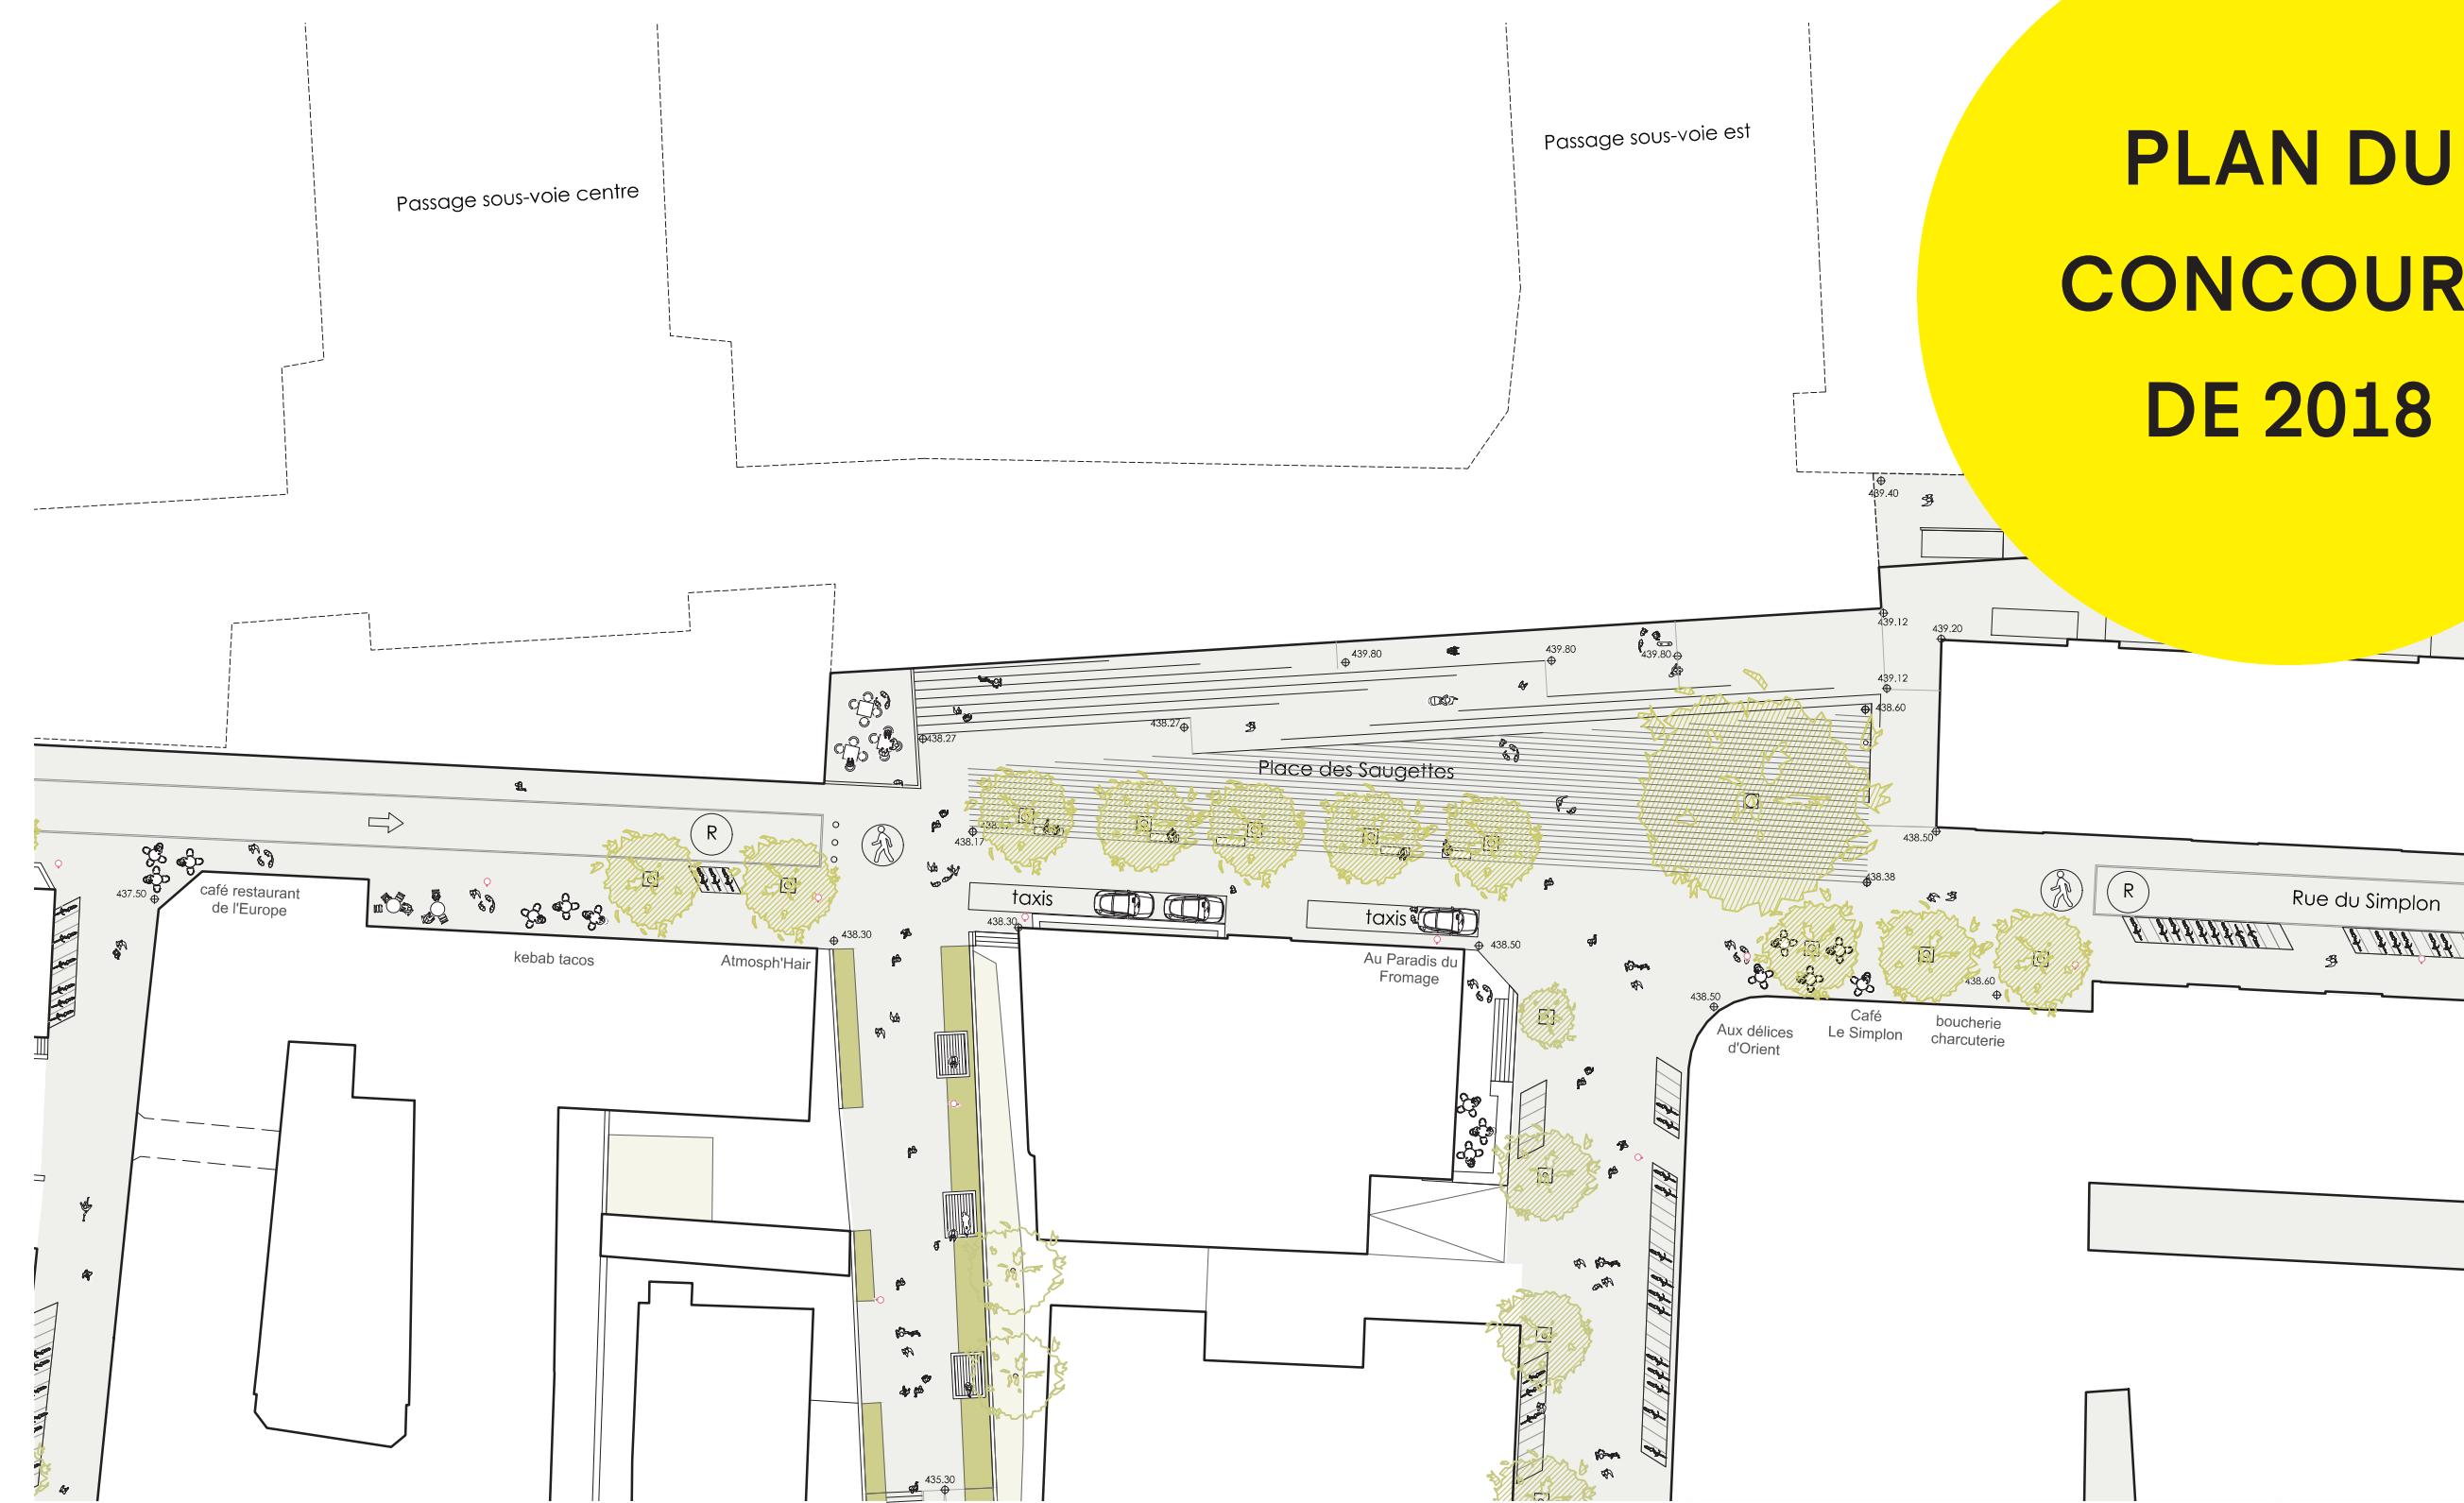 PLAN DU
CONCOUR
DE 2018
Passage sous-voie est
Passage sous-voie centre
439.40
439.12
439.20
439.80
439.80
439.80
439.12
438.60
438.27
438.27
Place des Saugettes
R
438.17
438.50
438.38
437.50
café restaurant
de l'Europe
taxis
taxis
R
Rue du Simplon
438.30
438.30
438.50
kebab tacos
Atmosph'Hair
Au Paradis du
Fromage
438.60
438.50
Aux délices
d'Orient
Café
Le Simplon
boucherie
charcuterie
435.30